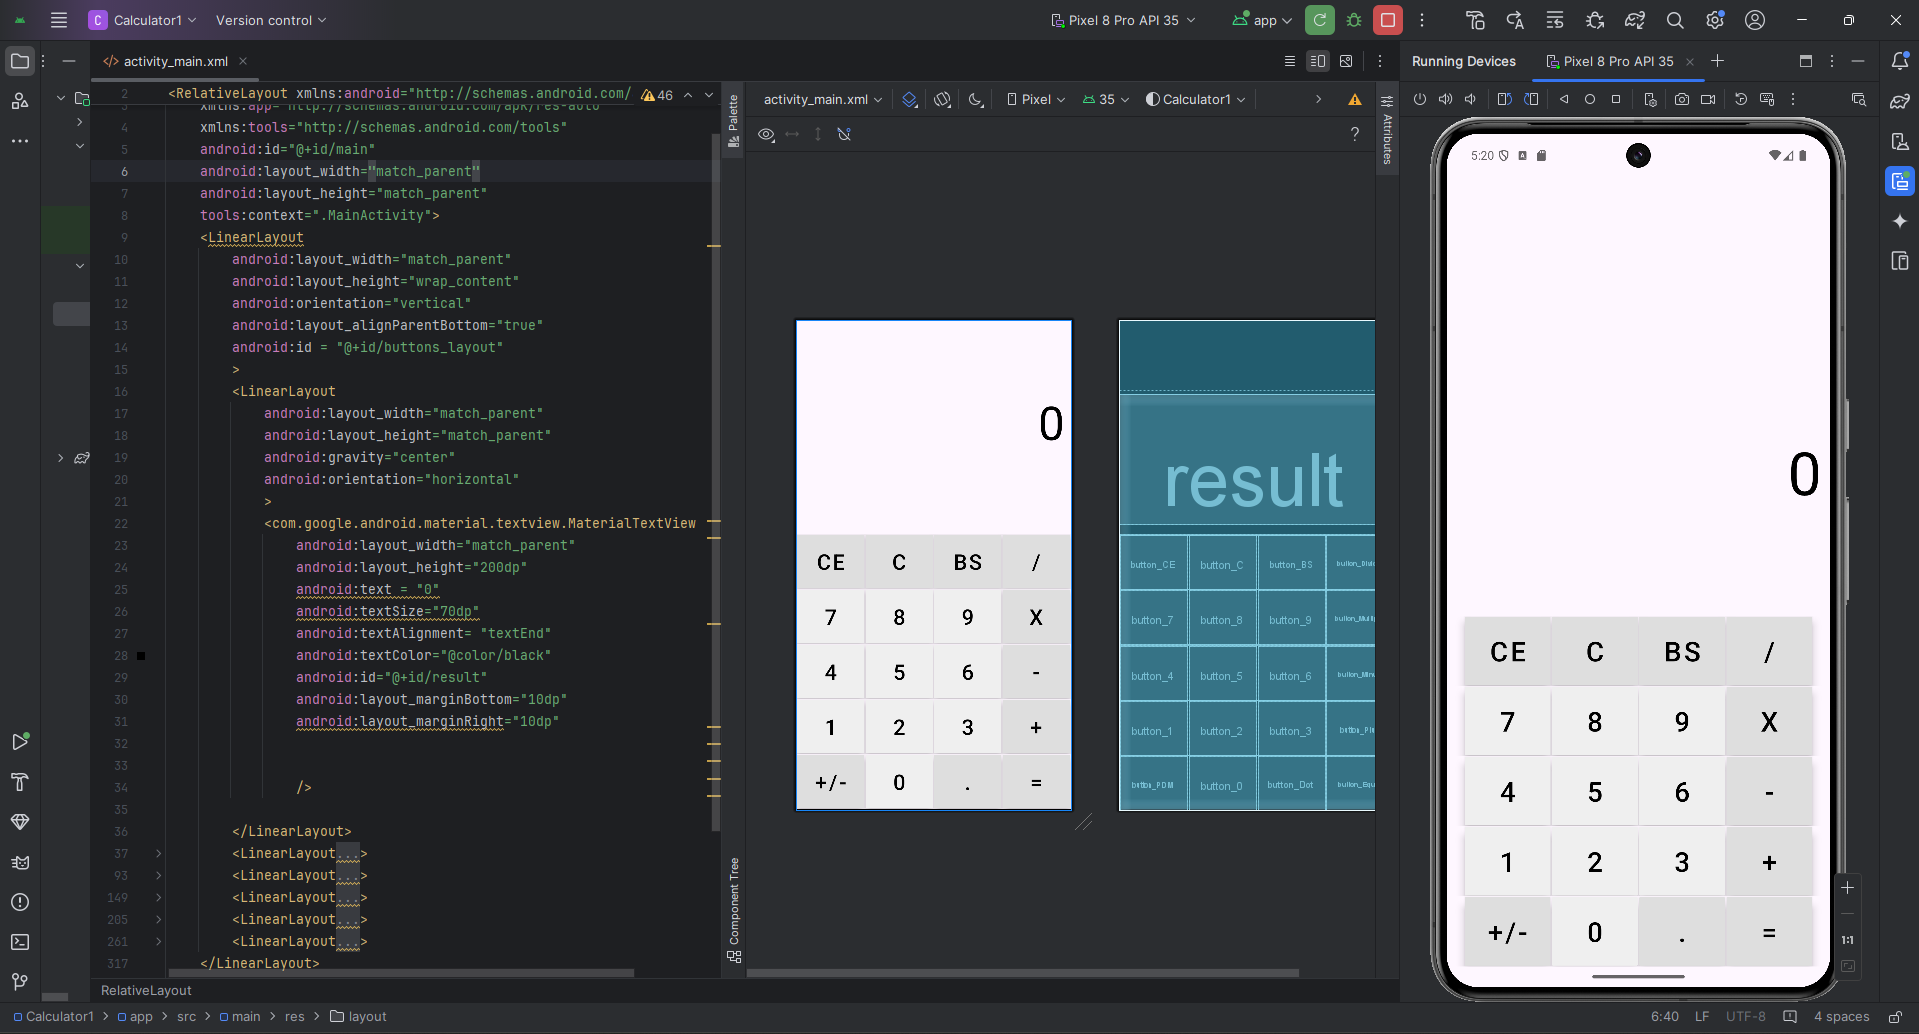 C Calculator1 Version control Pixel 8 Pro API 35 app
activity_main.xml
Running Devices Pixel 8 Pro API 35
2 <RelativeLayout xmlns:android="http://schemas.android.com/ 46
3 xmlns:app="http://schemas.android.com/apk/res-auto"
4 xmlns:tools="http://schemas.android.com/tools"
5 android:id="@+id/main"
6 android:layout_width="match_parent"
7 android:layout_height="match_parent"
8 tools:context=".MainActivity">
9 <LinearLayout
10 android:layout_width="match_parent"
11 android:layout_height="wrap_content"
12 android:orientation="vertical"
13 android:layout_alignParentBottom="true"
14 android:id = "@+id/buttons_layout"
15 >
16 <LinearLayout
17 android:layout_width="match_parent"
18 android:layout_height="match_parent"
19 android:gravity="center"
20 android:orientation="horizontal"
21 >
22 <com.google.android.material.textview.MaterialTextView
23 android:layout_width="match_parent"
24 android:layout_height="200dp"
25 android:text = "0"
26 android:textSize="70dp"
27 android:textAlignment= "textEnd"
28 android:textColor="@color/black"
29 android:id="@+id/result"
30 android:layout_marginBottom="10dp"
31 android:layout_marginRight="10dp"
32
33
34 />
35
36 </LinearLayout>
37 <LinearLayout...>
93 <LinearLayout...>
149 <LinearLayout...>
205 <LinearLayout...>
261 <LinearLayout...>
317 </LinearLayout>
RelativeLayout
Palette
Component Tree
activity_main.xml Pixel 35 Calculator1
?
Attributes
0
CE C BS /
7 8 9 X
4 5 6 -
1 2 3 +
+/- 0 . =
result
button_CE button_C button_BS
button_7 button_8 button_9
button_4 button_5 button_6
button_1 button_2 button_3
button_POM button_0 button_Dot
5:20
0
CE C BS /
7 8 9 X
4 5 6 -
1 2 3 +
+/- 0 . =
1:1
Calculator1 > app > src > main > res > layout
6:40 LF UTF-8 4 spaces